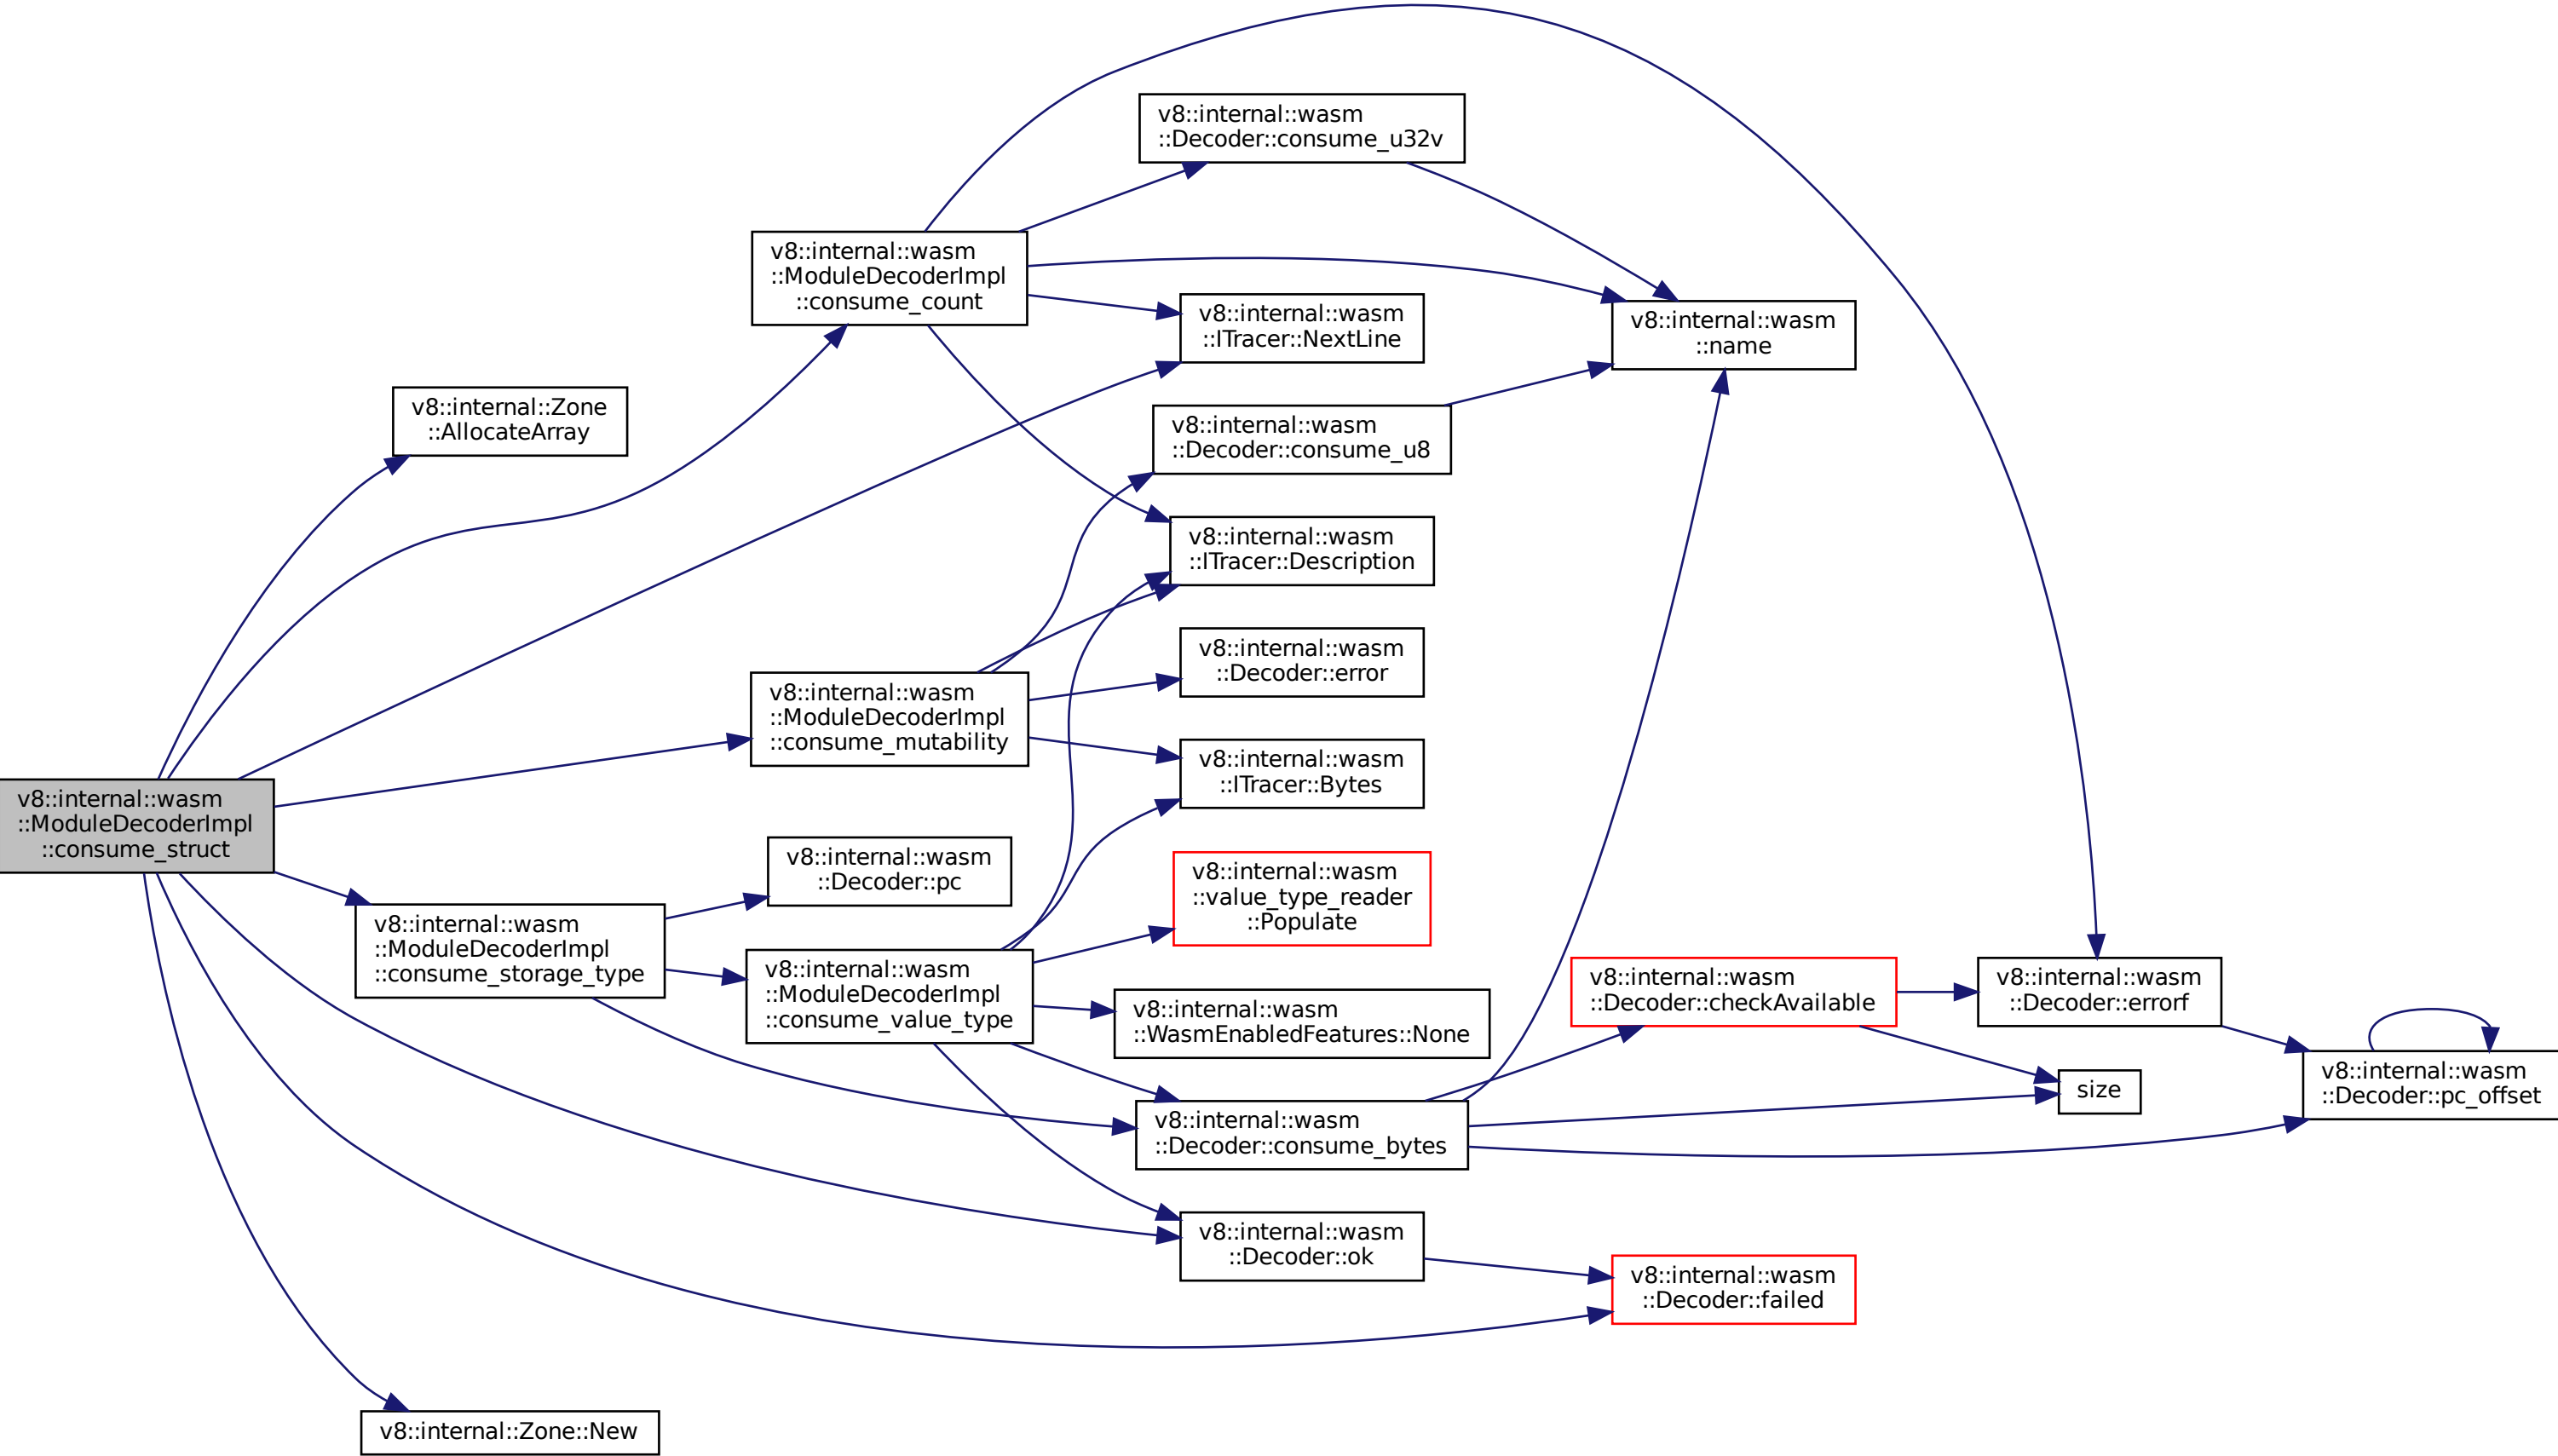 v8::internal::wasm
::ModuleDecoderImpl
::consume_struct
v8::internal::Zone
::AllocateArray
v8::internal::wasm
::ModuleDecoderImpl
::consume_storage_type
v8::internal::Zone::New
v8::internal::wasm
::ModuleDecoderImpl
::consume_count
v8::internal::wasm
::ModuleDecoderImpl
::consume_mutability
v8::internal::wasm
::Decoder::pc
v8::internal::wasm
::ModuleDecoderImpl
::consume_value_type
v8::internal::wasm
::Decoder::consume_u32v
v8::internal::wasm
::ITracer::NextLine
v8::internal::wasm
::Decoder::consume_u8
v8::internal::wasm
::ITracer::Description
v8::internal::wasm
::Decoder::error
v8::internal::wasm
::ITracer::Bytes
v8::internal::wasm
::value_type_reader
::Populate
v8::internal::wasm
::WasmEnabledFeatures::None
v8::internal::wasm
::Decoder::consume_bytes
v8::internal::wasm
::Decoder::ok
v8::internal::wasm
::name
v8::internal::wasm
::Decoder::checkAvailable
v8::internal::wasm
::Decoder::failed
v8::internal::wasm
::Decoder::errorf
size
v8::internal::wasm
::Decoder::pc_offset